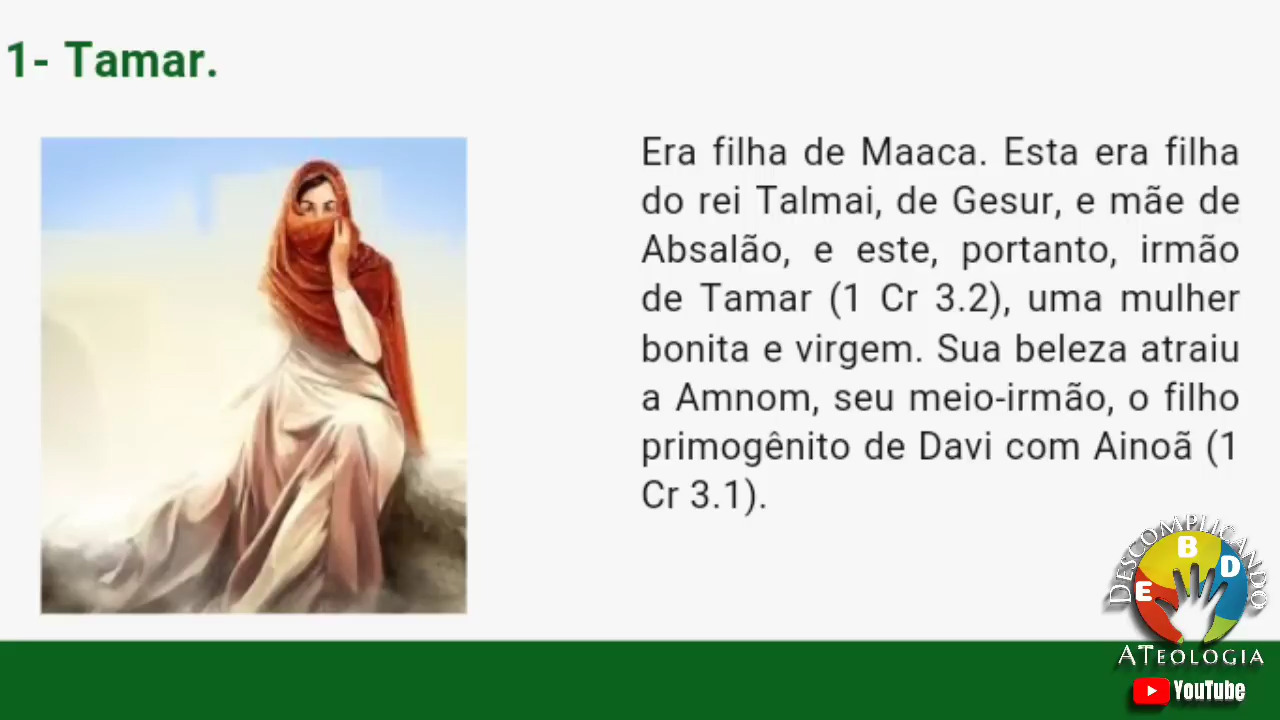 1- Tamar.
Era filha de Maaca. Esta era filha
do rei Talmai, de Gesur, e mãe de
Absalão, e este, portanto, irmão
de Tamar (1 Cr 3.2), uma mulher
bonita e virgem. Sua beleza atraiu
a Amnom, seu meio-irmão, o filho
primogênito de Davi com Ainoã (1
Cr 3.1).
DESCOMPLICANDO
E B D
ATEOLOGIA
YouTube